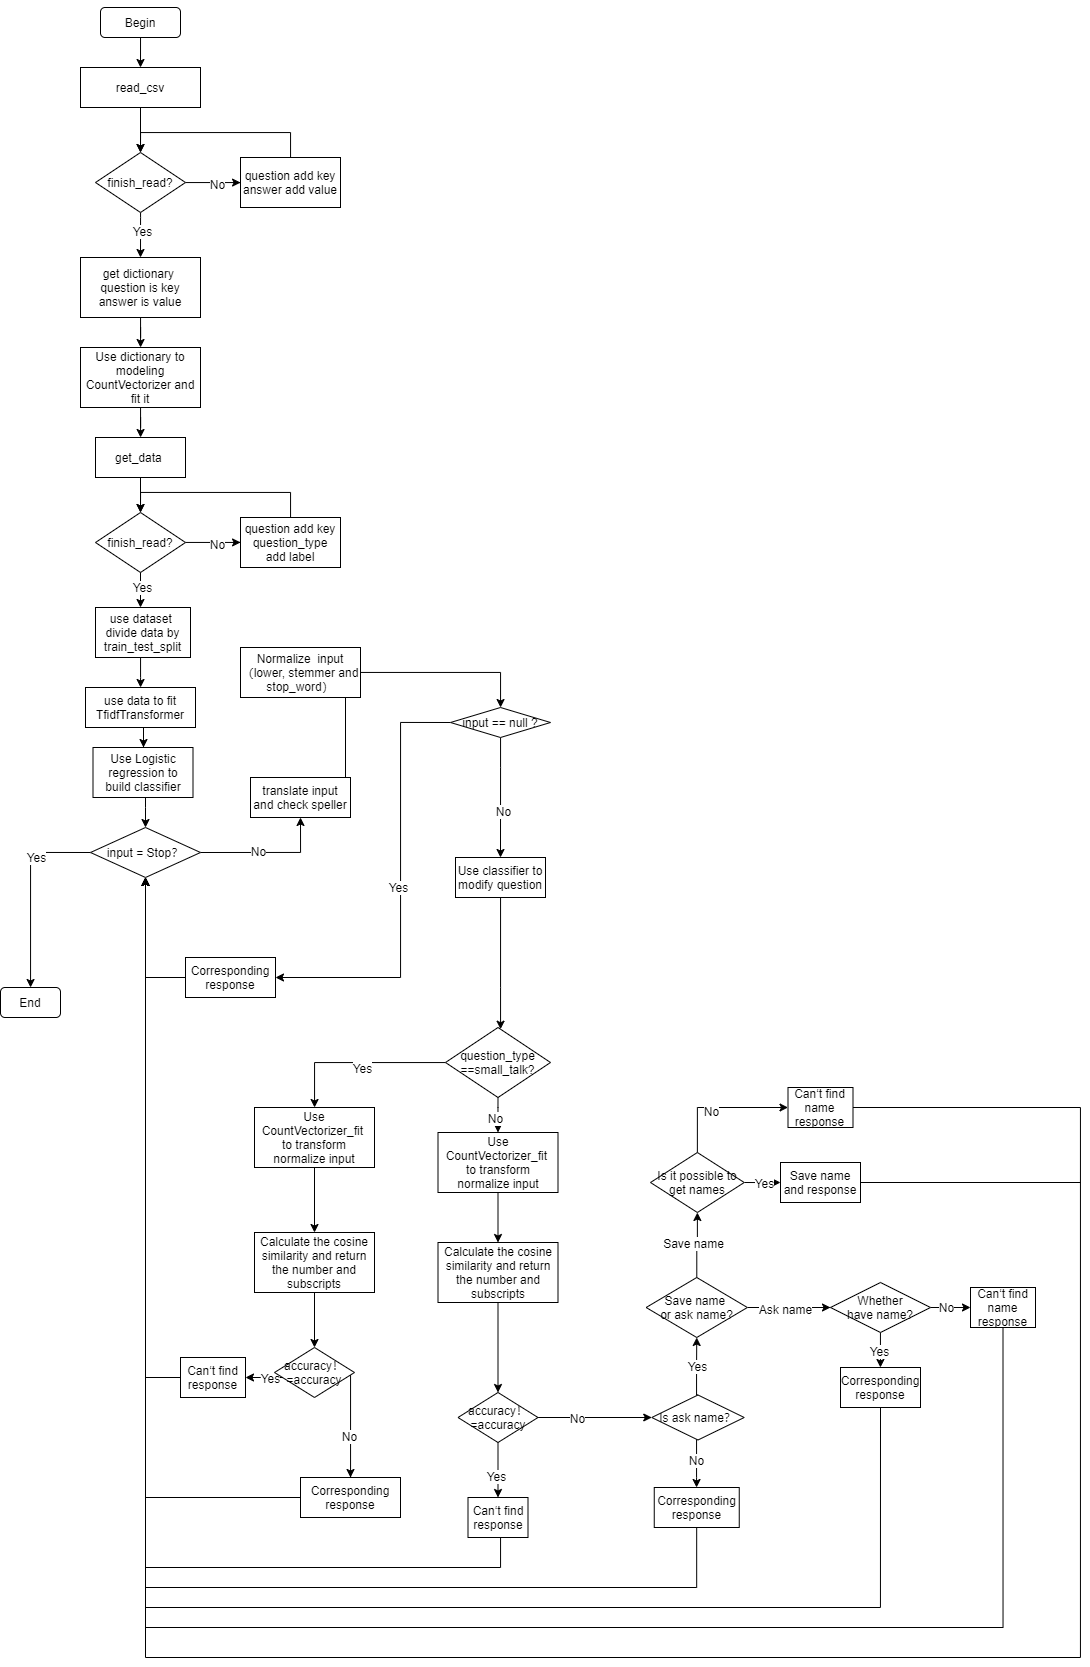 Begin
read_csv
finish_read?
No
question add key
answer add value
Yes
get dictionary
question is key
answer is value
Use dictionary to
modeling
CountVectorizer and
fit it
get_data
finish_read?
No
question add key
question_type
add label
Yes
use dataset
divide data by
train_test_split
use data to fit
TfidfTransformer
Use Logistic
regression to
build classifier
input = Stop?
Yes
End
No
translate input
and check speller
Normalize  input
（lower, stemmer and
stop_word）
input == null ?
Yes
Corresponding
response
No
Use classifier to
modify question
question_type
==small_talk?
Yes
Use
CountVectorizer_fit
to transform
normalize input
Calculate the cosine
similarity and return
the number and
subscripts
accuracy!
=accuracy
Yes
Can't find
response
No
Corresponding
response
No
Use
CountVectorizer_fit
to transform
normalize input
Calculate the cosine
similarity and return
the number and
subscripts
accuracy!
=accuracy
Yes
Can't find
response
No
Is ask name?
No
Corresponding
response
Yes
Save name
or ask name?
Ask name
Whether
have name?
No
Can't find
name
response
Yes
Corresponding
response
Save name
Is it possible to
get names
Yes
Save name
and response
No
Can't find
name
response